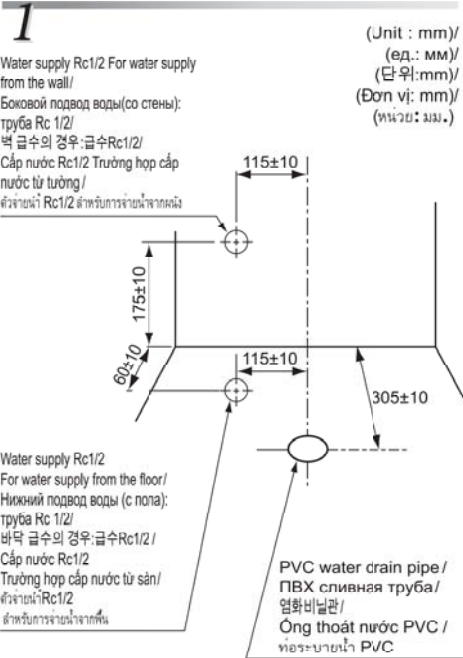 1
(Unit : mm)/
(ед.: мм)/
(단위:mm)/
(Đơn vị: mm)/
(หน่วย: มม.)
Water supply Rc1/2 For water supply
from the wall/
Боковой подвод воды(со стены):
труба Rc 1/2/
벽 급수의 경우:급수Rc1/2/
Cấp nước Rc1/2 Trường hợp cấp
nước từ tường/
ตัวจ่ายน้ำ Rc1/2 สำหรับการจ่ายน้ำจากผนัง
115±10
175±10
60±10
115±10
305±10
Water supply Rc1/2
For water supply from the floor/
Нижний подвод воды (с пола):
труба Rc 1/2/
바닥 급수의 경우:급수Rc1/2/
Cấp nước Rc1/2
Trường hợp cấp nước từ sàn/
ตัวจ่ายน้ำRc1/2
สำหรับการจ่ายน้ำจากพื้น
PVC water drain pipe/
ПВХ сливная труба/
염화비닐관/
Ống thoát nước PVC /
ท่อระบายน้ำ PVC